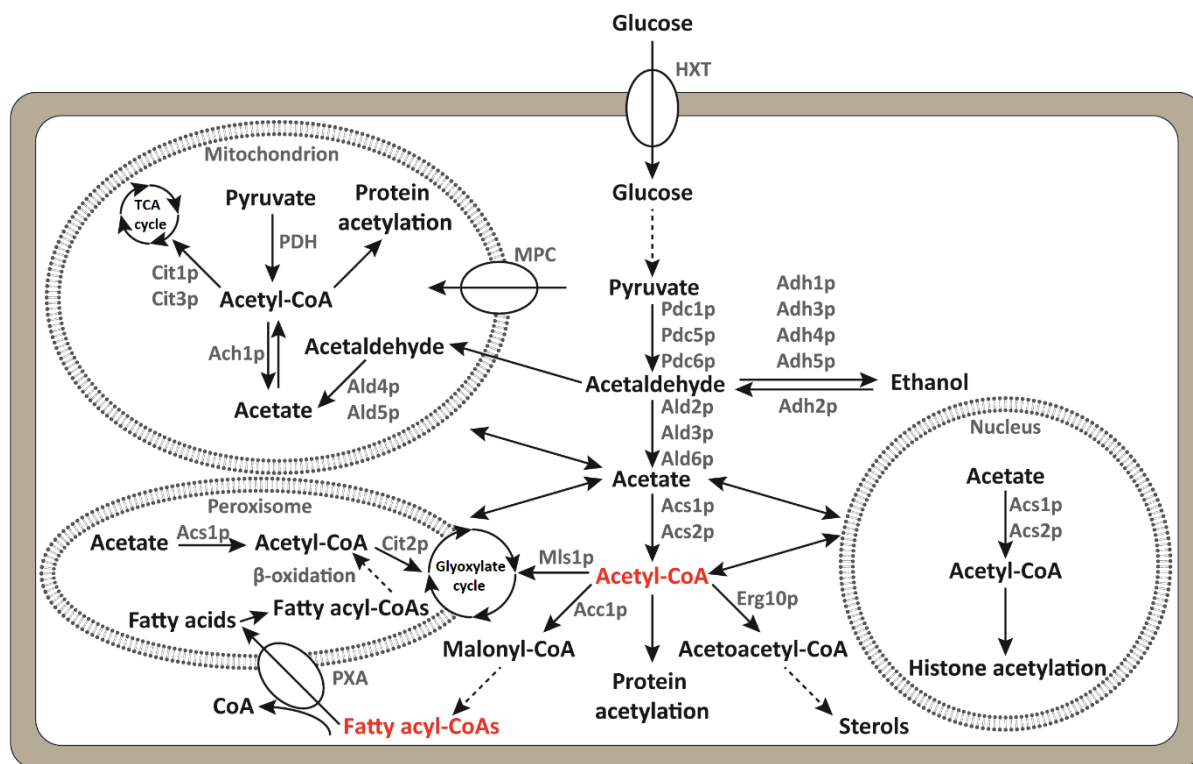 Glucose
HXT
Glucose
Mitochondrion
TCA
cycle
Pyruvate
Protein
acetylation
PDH
Cit1p
Cit3p
Acetyl-CoA
Ach1p
Acetaldehyde
Ald4p
Ald5p
Acetate
MPC
Pyruvate
Pdc1p
Pdc5p
Pdc6p
Adh1p
Adh3p
Adh4p
Adh5p
Acetaldehyde
Ethanol
Adh2p
Ald2p
Ald3p
Ald6p
Acetate
Acs1p
Acs2p
Nucleus
Acetate
Acs1p
Acs2p
Acetyl-CoA
Histone acetylation
Peroxisome
Acetate
Acs1p
Acetyl-CoA
Cit2p
β-oxidation
Glyoxylate
cycle
Mls1p
Acetyl-CoA
Fatty acids
Fatty acyl-CoAs
Acc1p
Erg10p
Malonyl-CoA
Acetoacetyl-CoA
PXA
CoA
Fatty acyl-CoAs
Protein
acetylation
Sterols